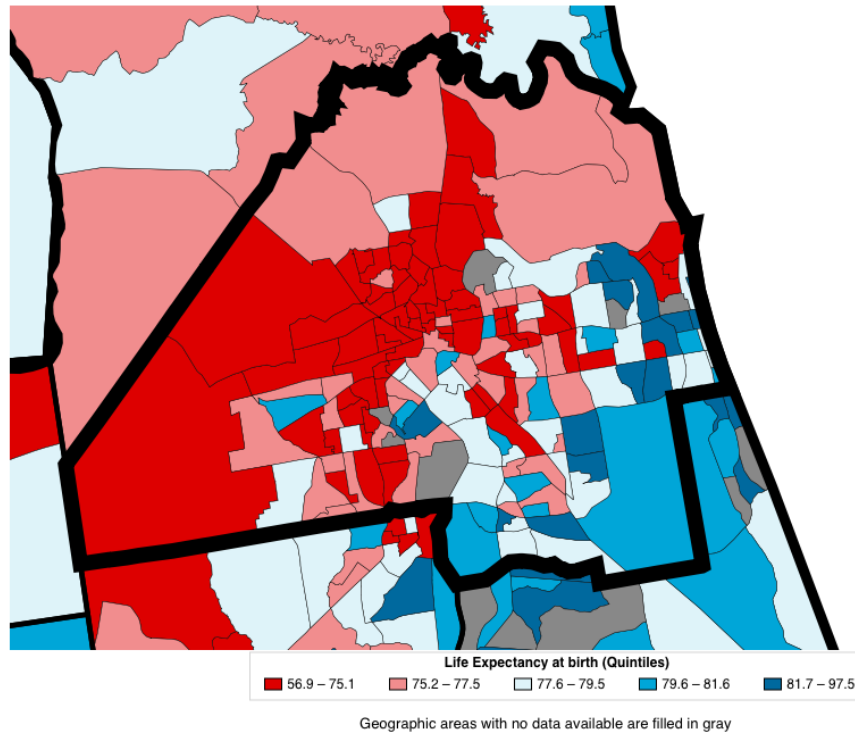 Life Expectancy at birth (Quintiles)
56.9 – 75.1 75.2 – 77.5 77.6 – 79.5 79.6 – 81.6 81.7 – 97.5
Geographic areas with no data available are filled in gray